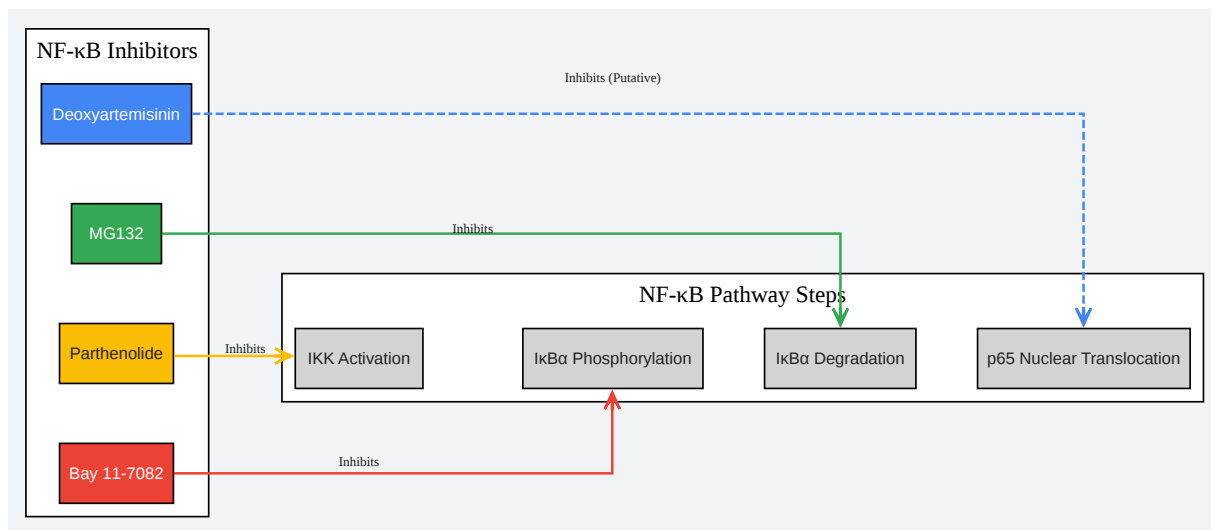 NF-κB Inhibitors
Deoxyartemisinin
Inhibits (Putative)
MG132
Inhibits
NF-κB Pathway Steps
Parthenolide
Inhibits
IKK Activation
IκBα Phosphorylation
IκBα Degradation
p65 Nuclear Translocation
Bay 11-7082
Inhibits